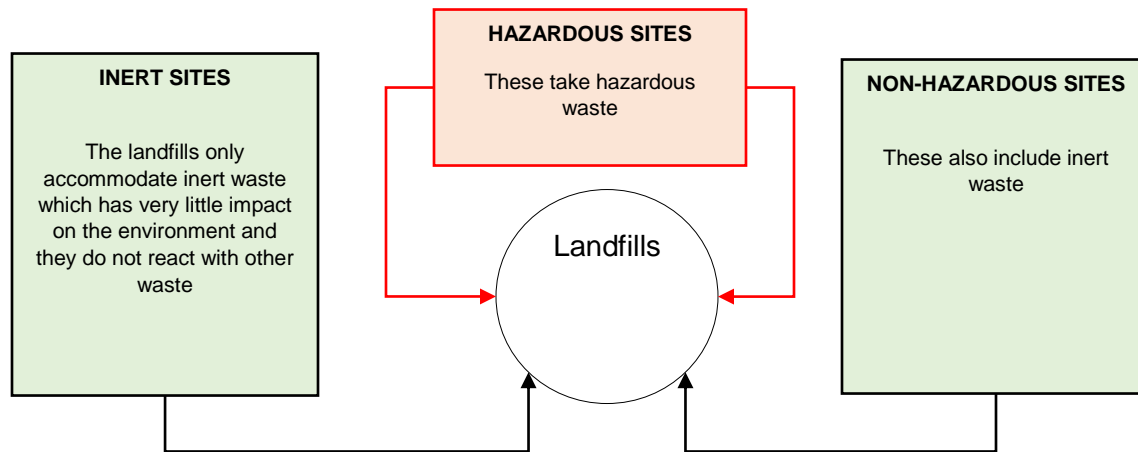 INERT SITES
The landfills only
accommodate inert waste
which has very little impact
on the environment and
they do not react with other
waste
HAZARDOUS SITES
These take hazardous
waste
NON-HAZARDOUS SITES
These also include inert
waste
Landfills